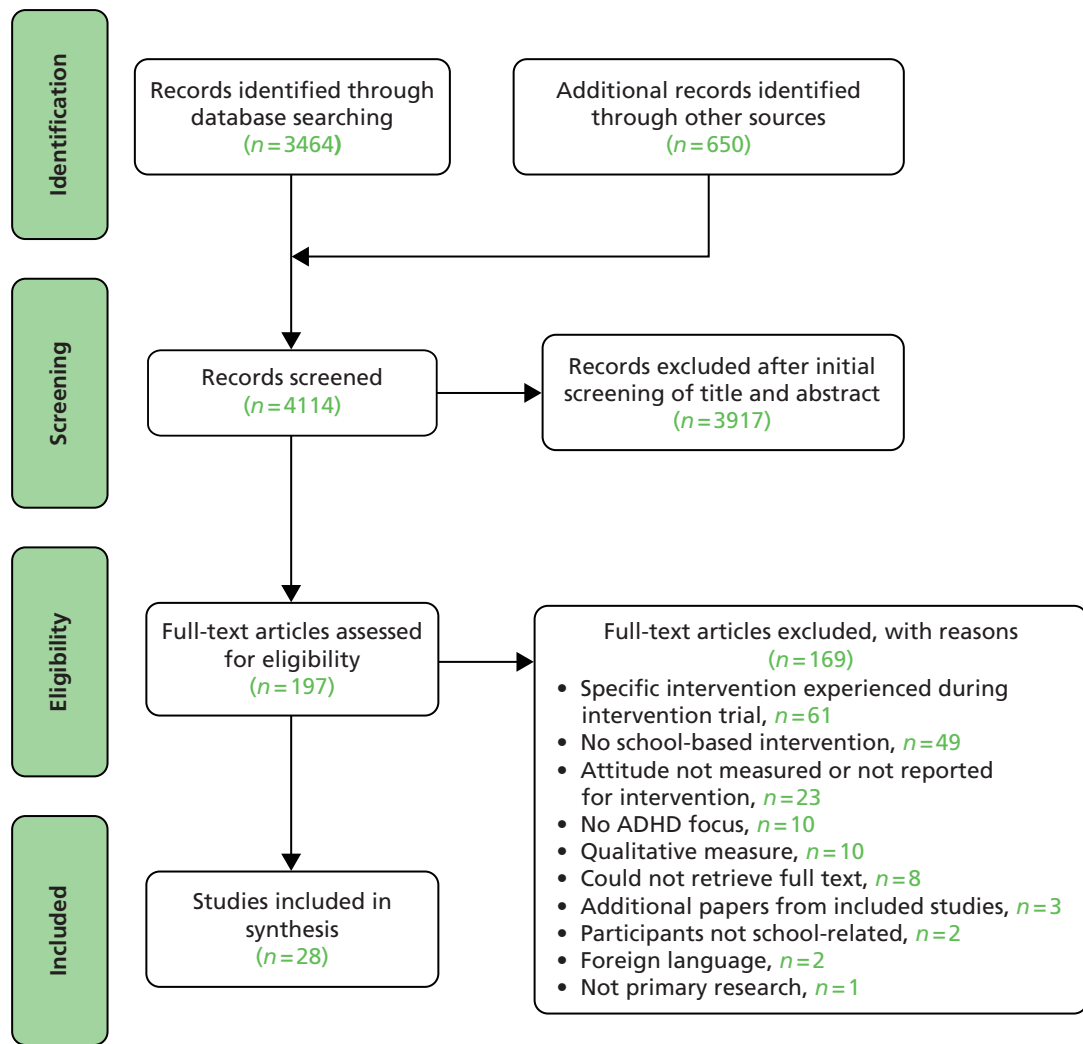 Identification
Records identified through
database searching
(n=3464)
Additional records identified
through other sources
(n=650)
Screening
Records screened
(n=4114)
Records excluded after initial
screening of title and abstract
(n=3917)
Eligibility
Full-text articles assessed
for eligibility
(n=197)
Full-text articles excluded, with reasons
(n=169)
• Specific intervention experienced during
intervention trial, n=61
• No school-based intervention, n=49
• Attitude not measured or not reported
for intervention, n=23
• No ADHD focus, n=10
• Qualitative measure, n=10
• Could not retrieve full text, n=8
• Additional papers from included studies, n=3
• Participants not school-related, n=2
• Foreign language, n=2
• Not primary research, n=1
Included
Studies included in
synthesis
(n=28)